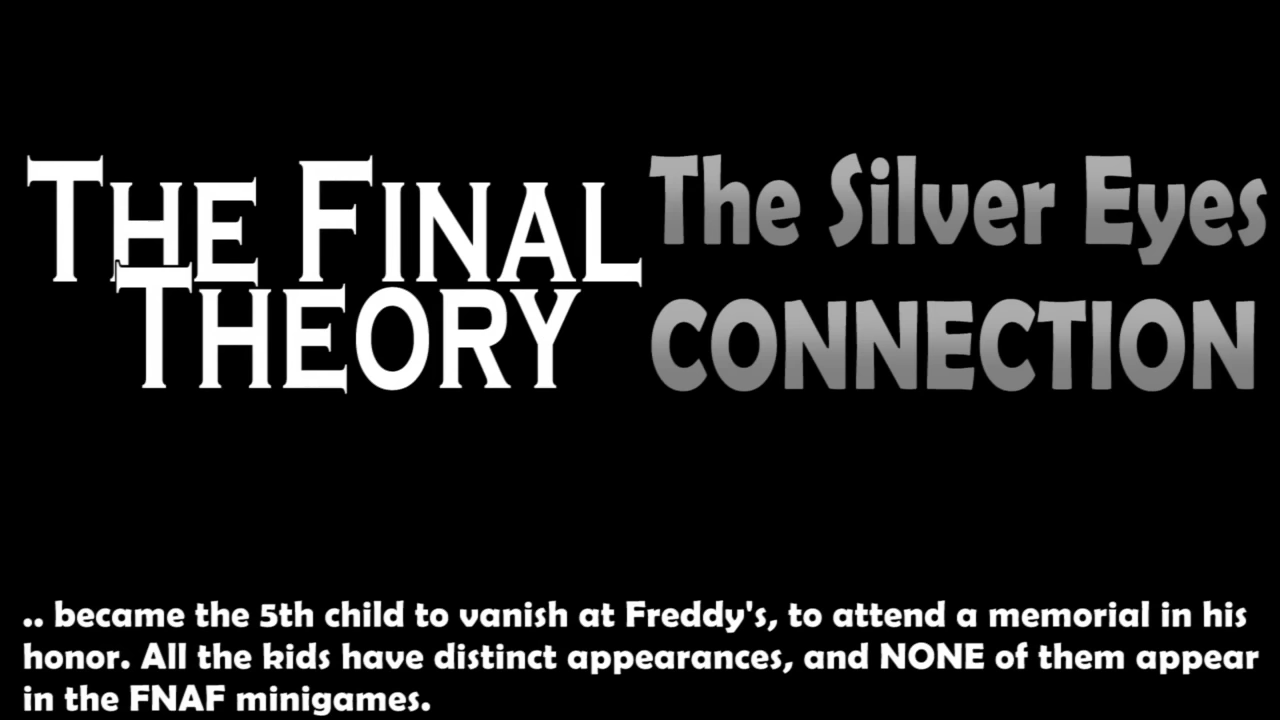 THE FINAL
THEORY
The Silver Eyes
CONNECTION
.. became the 5th child to vanish at Freddy's, to attend a memorial in his
honor. All the kids have distinct appearances, and NONE of them appear
in the FNAF minigames.